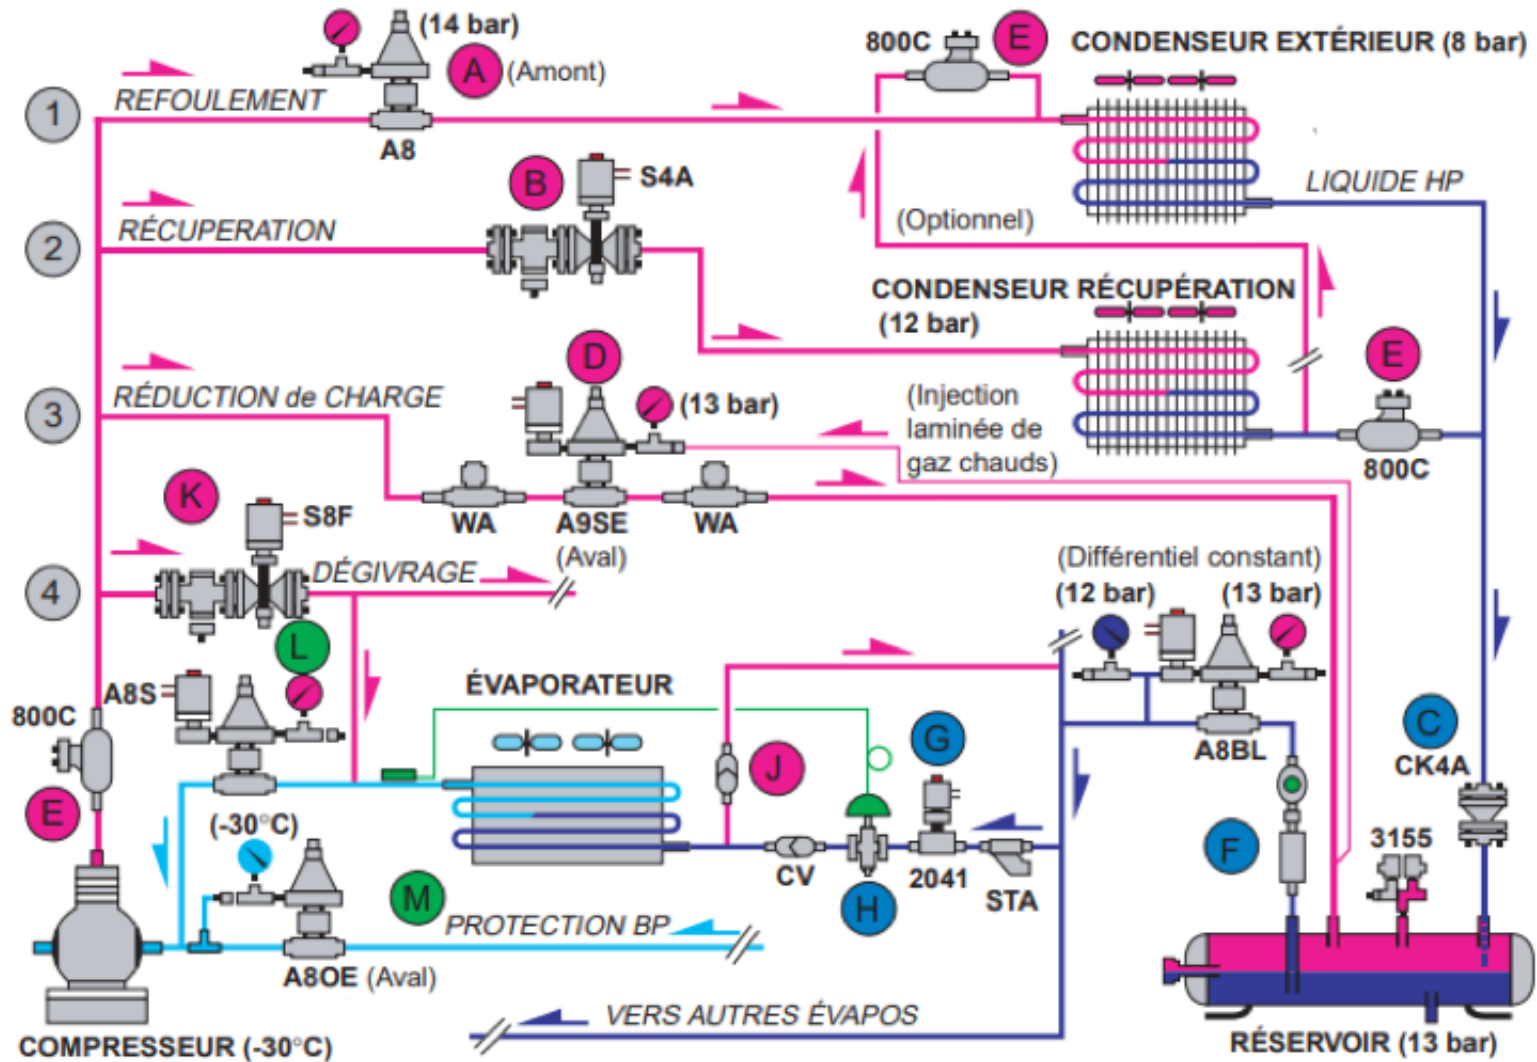 (14 bar)
A (Amont)
REFOULEMENT
1
A8
800C
E
CONDENSEUR EXTÉRIEUR (8 bar)
LIQUIDE HP
B
S4A
RÉCUPERATION
2
(Optionnel)
CONDENSEUR RÉCUPÉRATION
(12 bar)
D
E
RÉDUCTION de CHARGE
3
(13 bar)
(Injection
laminée de
gaz chauds)
800C
K
S8F
WA
A9SE
(Aval)
WA
4
DÉGIVRAGE
(Différentiel constant)
(12 bar)
(13 bar)
L
A8S
ÉVAPORATEUR
800C
G
J
A8BL
C
CK4A
E
(-30°C)
F
3155
M
CV
H
2041
STA
PROTECTION BP
A8OE (Aval)
VERS AUTRES ÉVAPOS
COMPRESSEUR (-30°C)
RÉSERVOIR (13 bar)